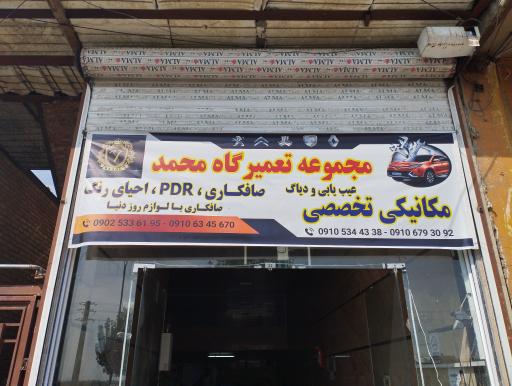 مجموعه تعمیرگاه محمد
عیب یابی و دیاگ
مکانیکی تخصصی
0910 534 43 38 - 0910 679 30 92
صافکاری ، PDR ، احیای رنگ
صافکاری با لوازم روز دنیا
0902 533 61 95 - 0910 63 45 670